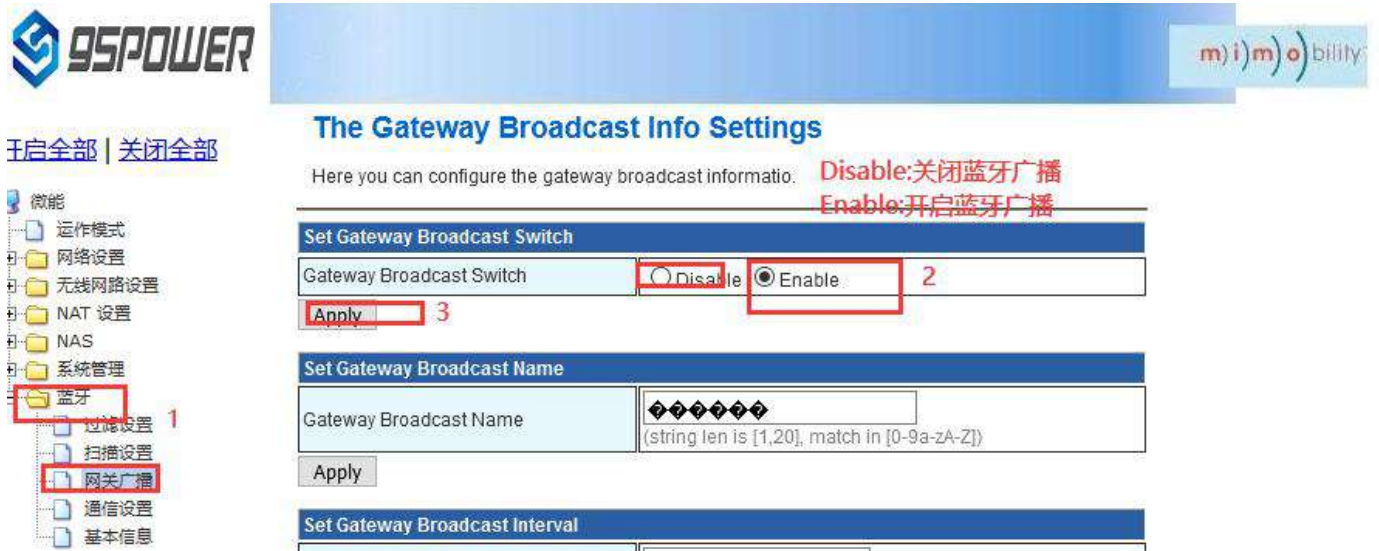 95POWER
m)i)m)o)bility
开启全部 | 关闭全部
微能
运作模式
网络设置
无线网路设置
NAT 设置
NAS
系统管理
蓝牙
1
过滤设置
扫描设置
网关广播
通信设置
基本信息
The Gateway Broadcast Info Settings
Here you can configure the gateway broadcast informatio.
Disable:关闭蓝牙广播
Enable:开启蓝牙广播
Set Gateway Broadcast Switch
Gateway Broadcast Switch Disable Enable 2
Apply 3
Set Gateway Broadcast Name
Gateway Broadcast Name ������
(string len is [1,20], match in [0-9a-zA-Z])
Apply
Set Gateway Broadcast Interval